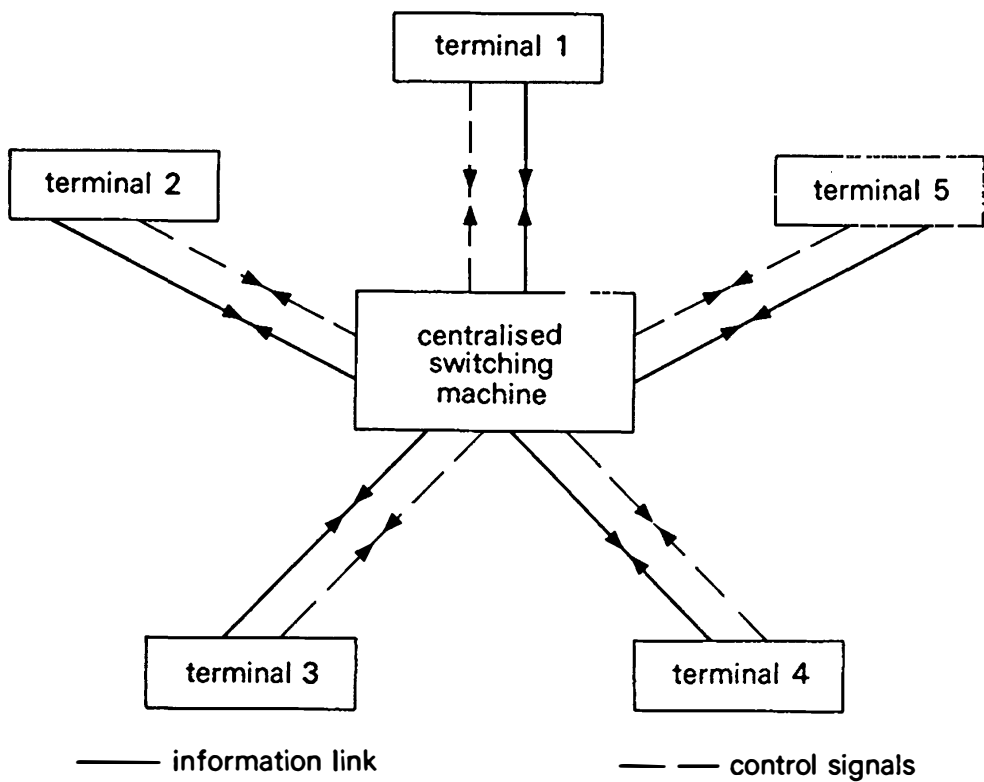 terminal 1
terminal 2
terminal 5
centralised
switching
machine
terminal 3
terminal 4
information link
control signals